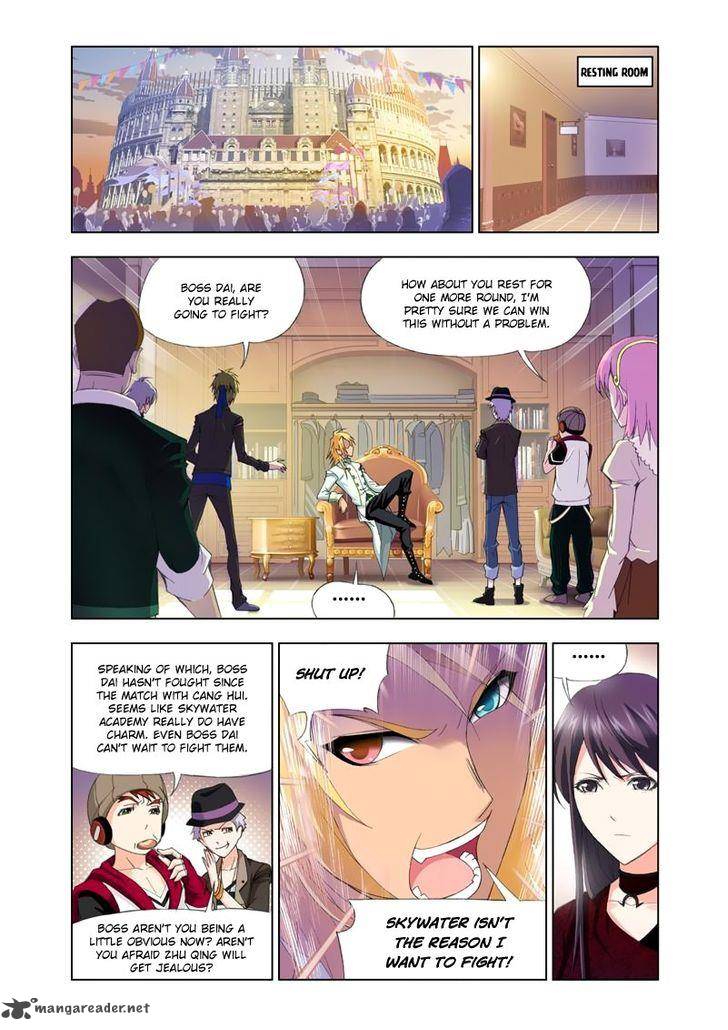 RESTING ROOM
BOSS DAI, ARE
YOU REALLY
GOING TO FIGHT?
HOW ABOUT YOU REST FOR
ONE MORE ROUND, I'M
PRETTY SURE WE CAN WIN
THIS WITHOUT A PROBLEM.
......
SPEAKING OF WHICH, BOSS
DAI HASN'T FOUGHT SINCE
THE MATCH WITH CANG HUI.
SEEMS LIKE SKYWATER
ACADEMY REALLY DO HAVE
CHARM. EVEN BOSS DAI
CAN'T WAIT TO FIGHT THEM.
BOSS AREN'T YOU BEING A
LITTLE OBVIOUS NOW? AREN'T
YOU AFRAID ZHU QING WILL
GET JEALOUS?
SHUT UP!
SKYWATER ISN'T
THE REASON I
WANT TO FIGHT!
......
mangareader.net